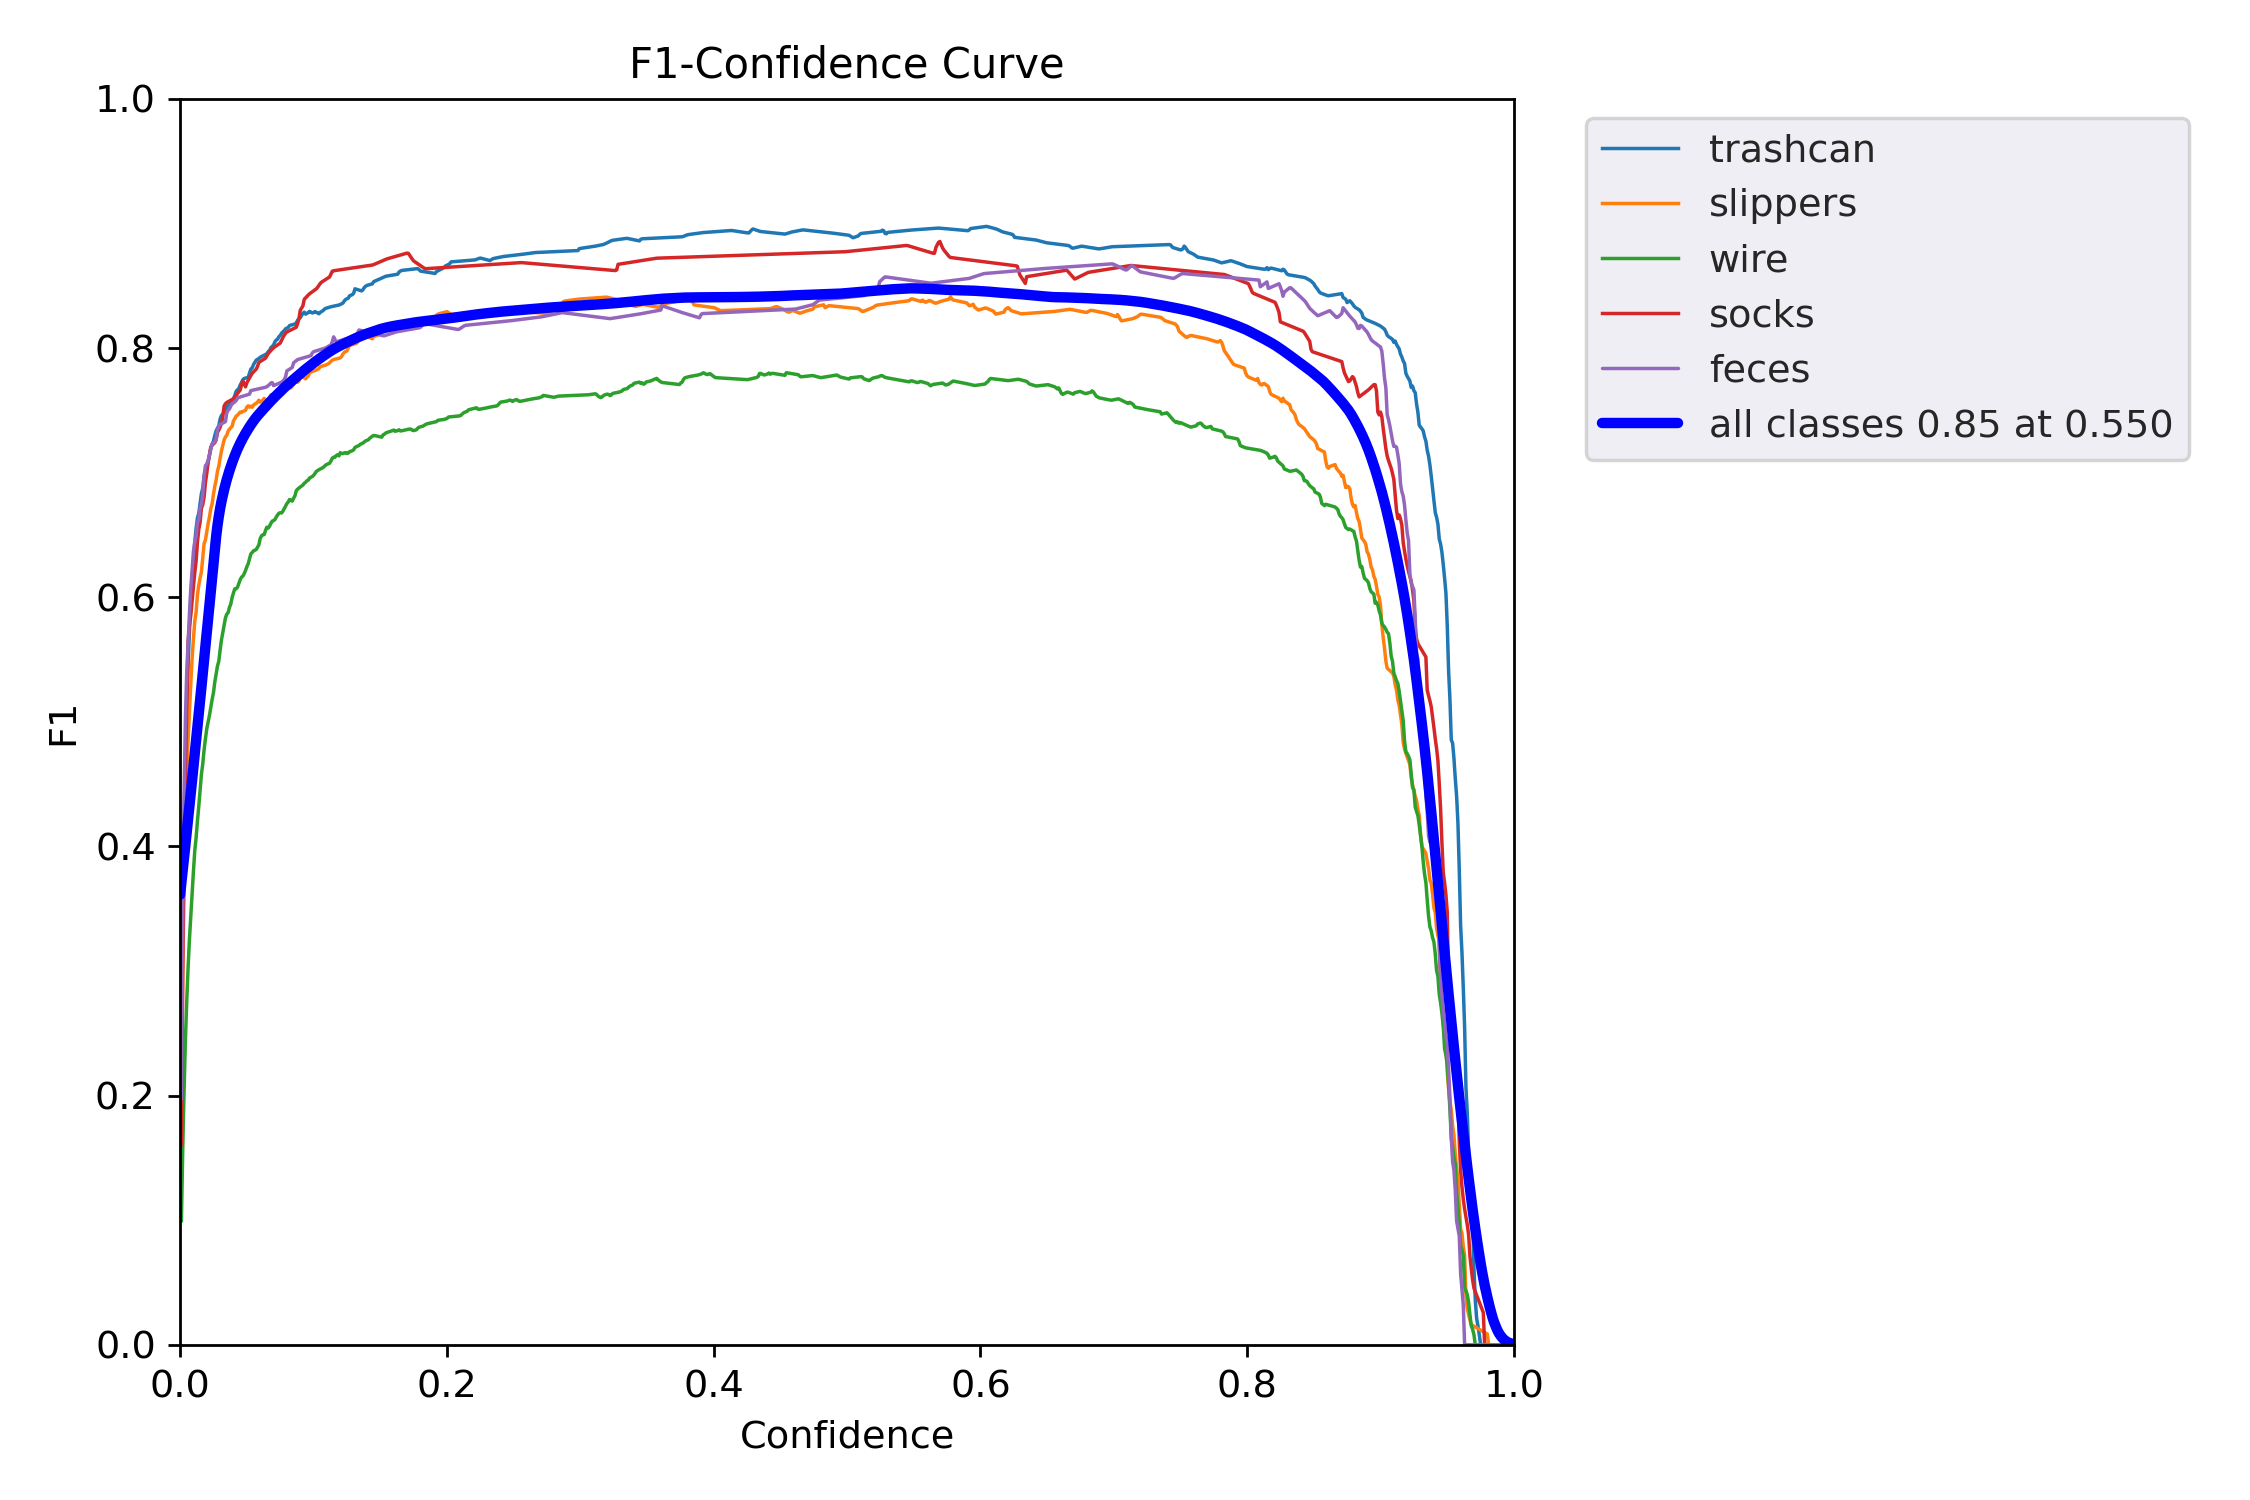 F1-Confidence Curve
1.0
0.8
0.6
0.4
0.2
0.0
F1
0.0 0.2 0.4 0.6 0.8 1.0
Confidence
trashcan
slippers
wire
socks
feces
all classes 0.85 at 0.550